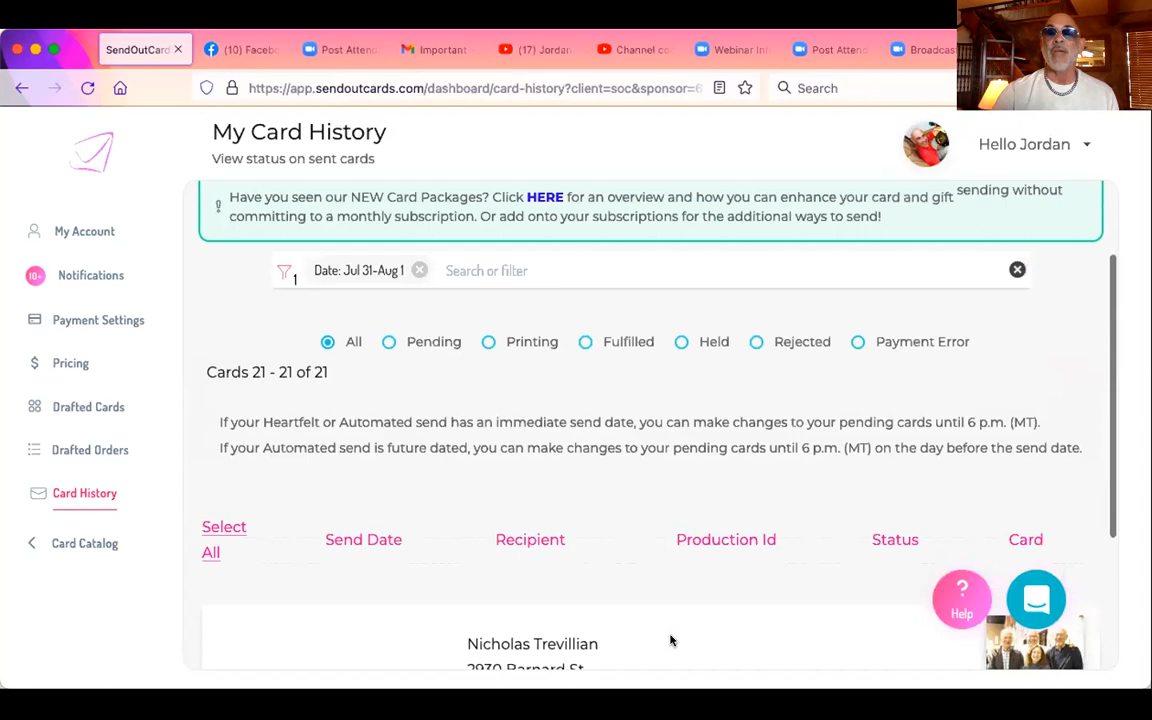 SendOutCard
(10) Faceb
Post Atten
Important
(17) Jordan
Channel co
Webinar In
Post Attend
Broadcas
https://app.sendoutcards.com/dashboard/card-history?client=soc&sponsor=6
Search
My Card History
View status on sent cards
Hello Jordan
My Account
10+ Notifications
Payment Settings
Pricing
Drafted Cards
Drafted Orders
Card History
Card Catalog
Have you seen our NEW Card Packages? Click HERE for an overview and how you can enhance your card and gift sending without
committing to a monthly subscription. Or add onto your subscriptions for the additional ways to send!
1 Date: Jul 31-Aug 1 Search or filter
All Pending Printing Fulfilled Held Rejected Payment Error
Cards 21 - 21 of 21
If your Heartfelt or Automated send has an immediate send date, you can make changes to your pending cards until 6 p.m. (MT).
If your Automated send is future dated, you can make changes to your pending cards until 6 p.m. (MT) on the day before the send date.
Select
All
Send Date Recipient Production Id Status Card
? Help
Nicholas Trevillian
2930 Barnard St